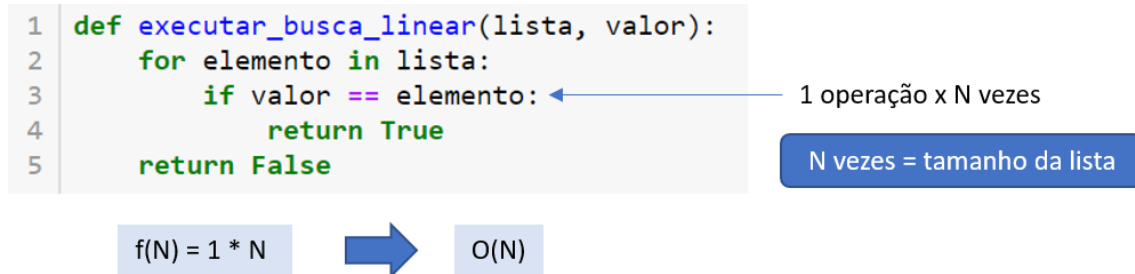 1 def executar_busca_linear(lista, valor):
2     for elemento in lista:
3         if valor == elemento:
4             return True
5     return False
1 operação x N vezes
N vezes = tamanho da lista
f(N) = 1 * N
O(N)